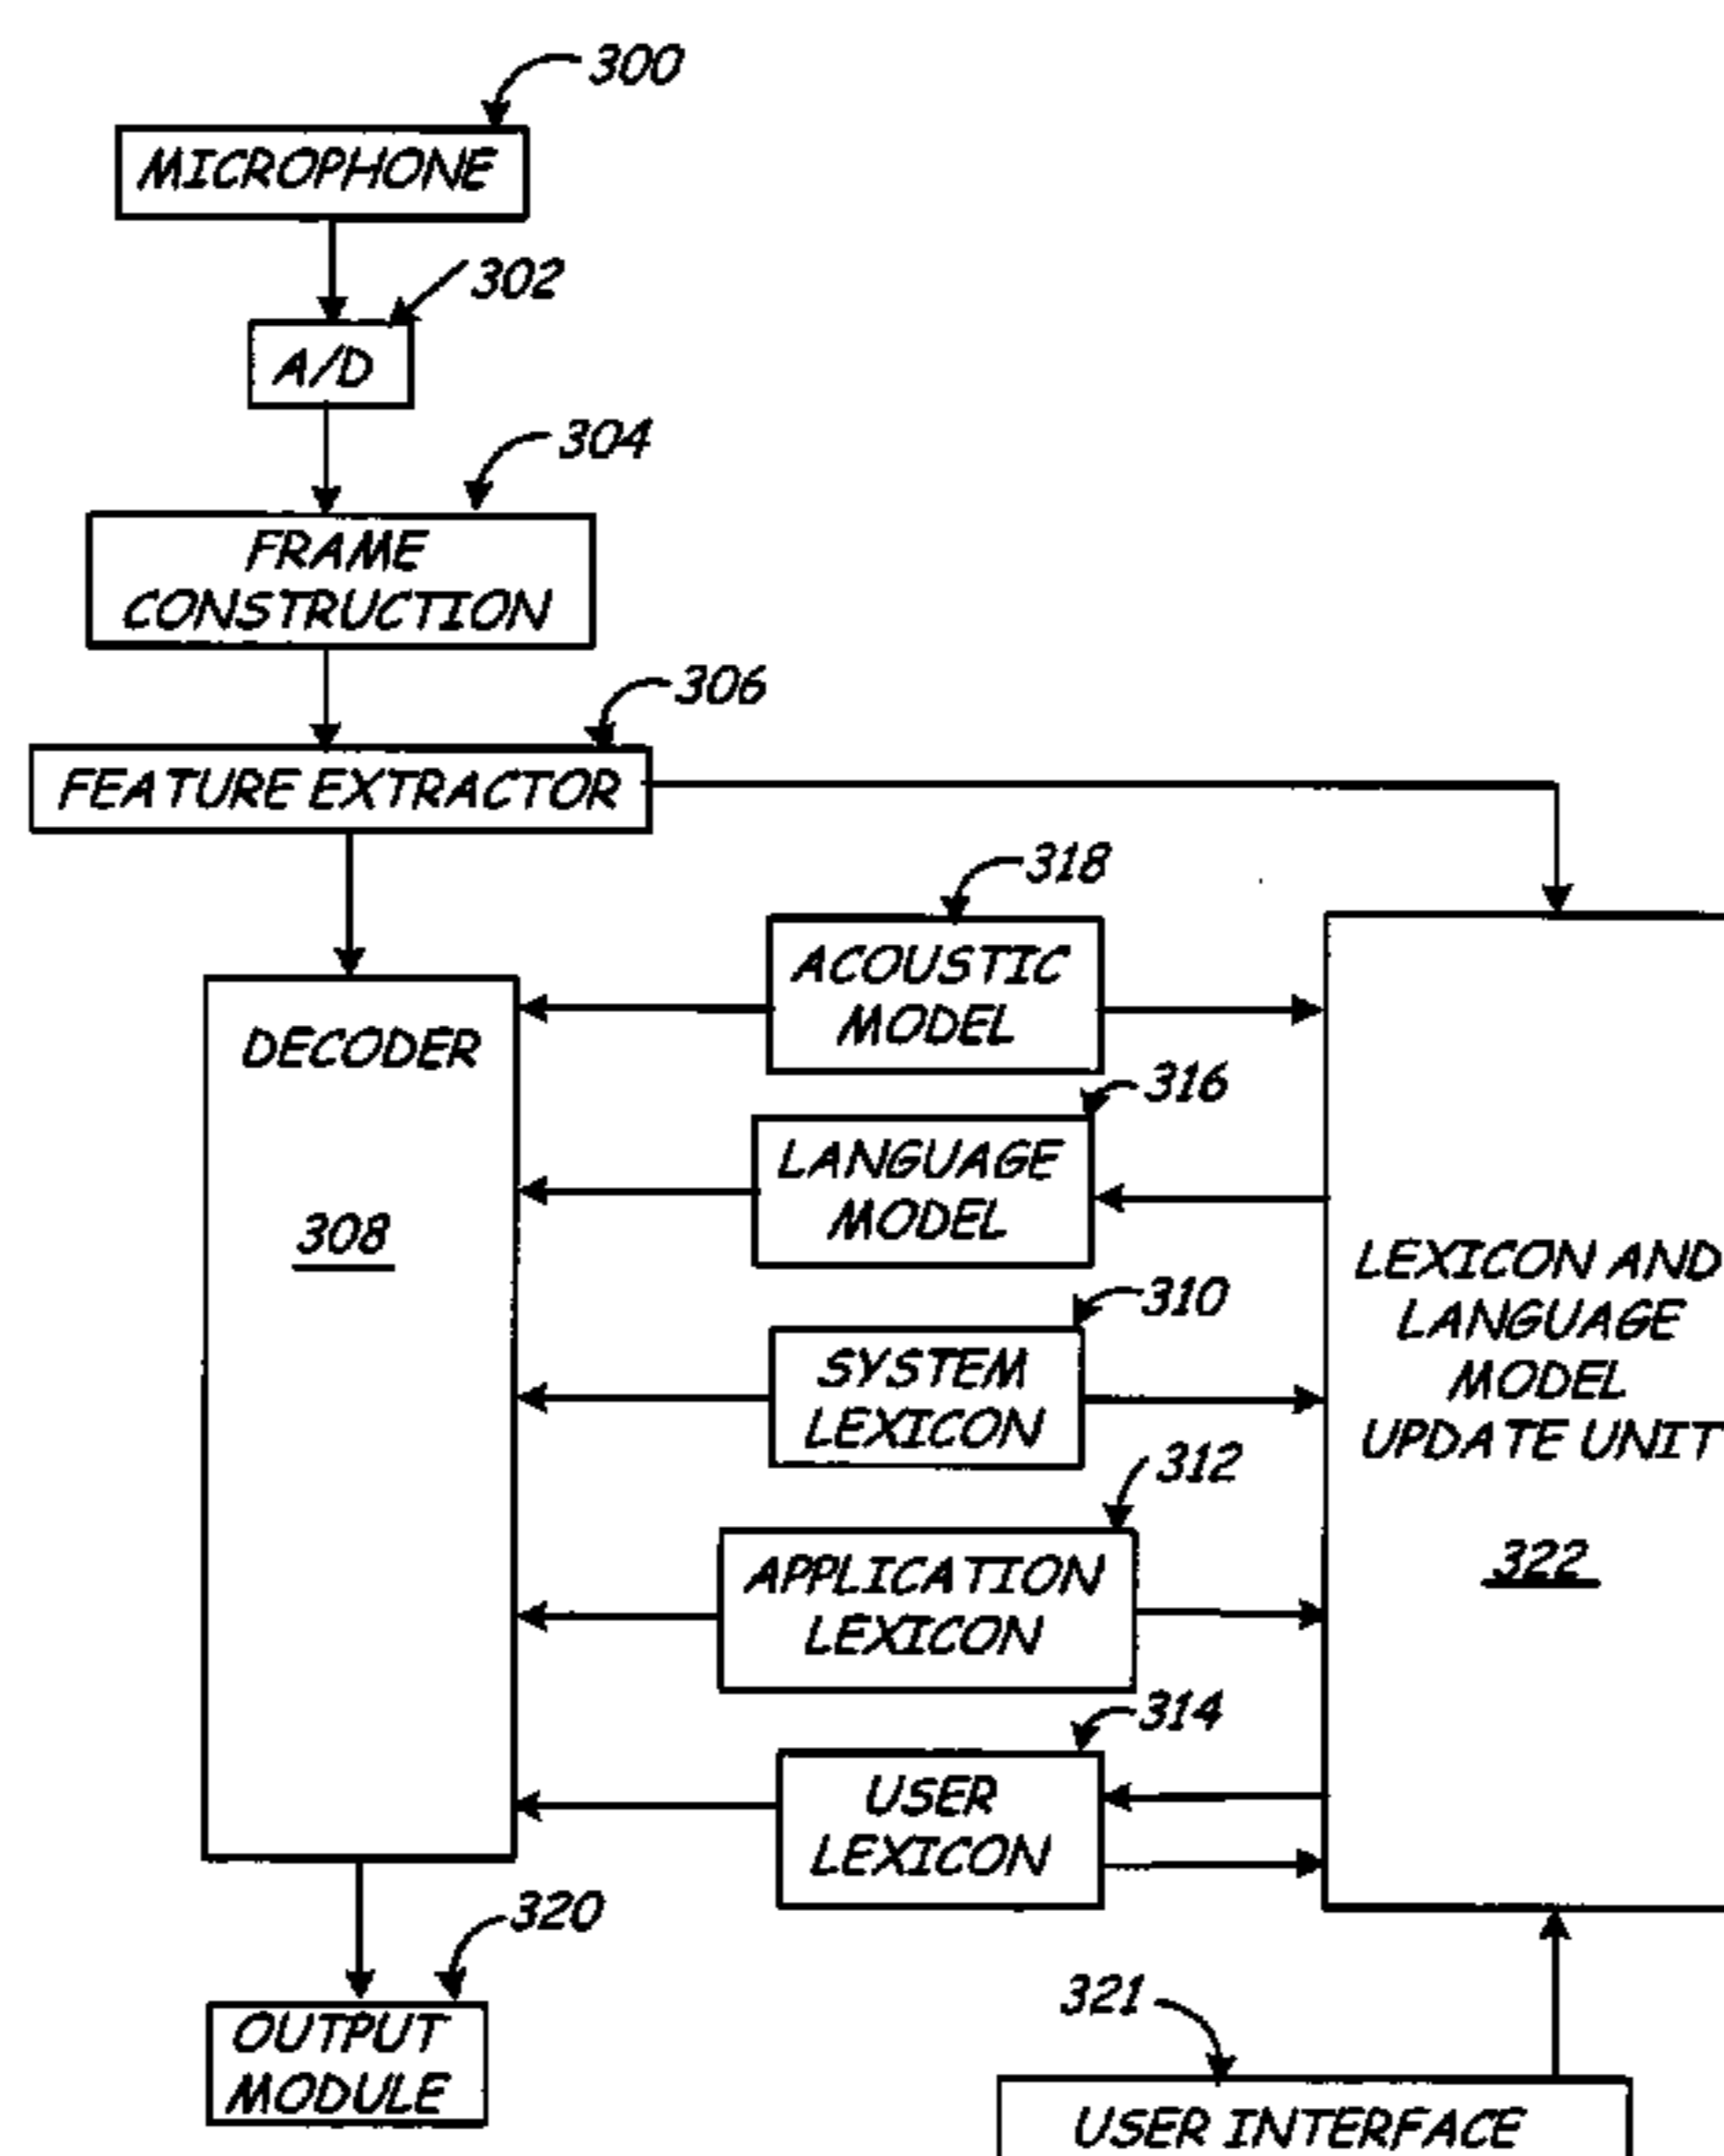 300
MICROPHONE
302
A/D
304
FRAME
CONSTRUCTION
306
FEATURE EXTRACTOR
318
ACOUSTIC
MODEL
DECODER
308
316
LANGUAGE
MODEL
310
SYSTEM
LEXICON
312
APPLICATION
LEXICON
314
USER
LEXICON
LEXICON AND
LANGUAGE
MODEL
UPDATE UNIT
322
320
OUTPUT
MODULE
321
USER INTERFACE